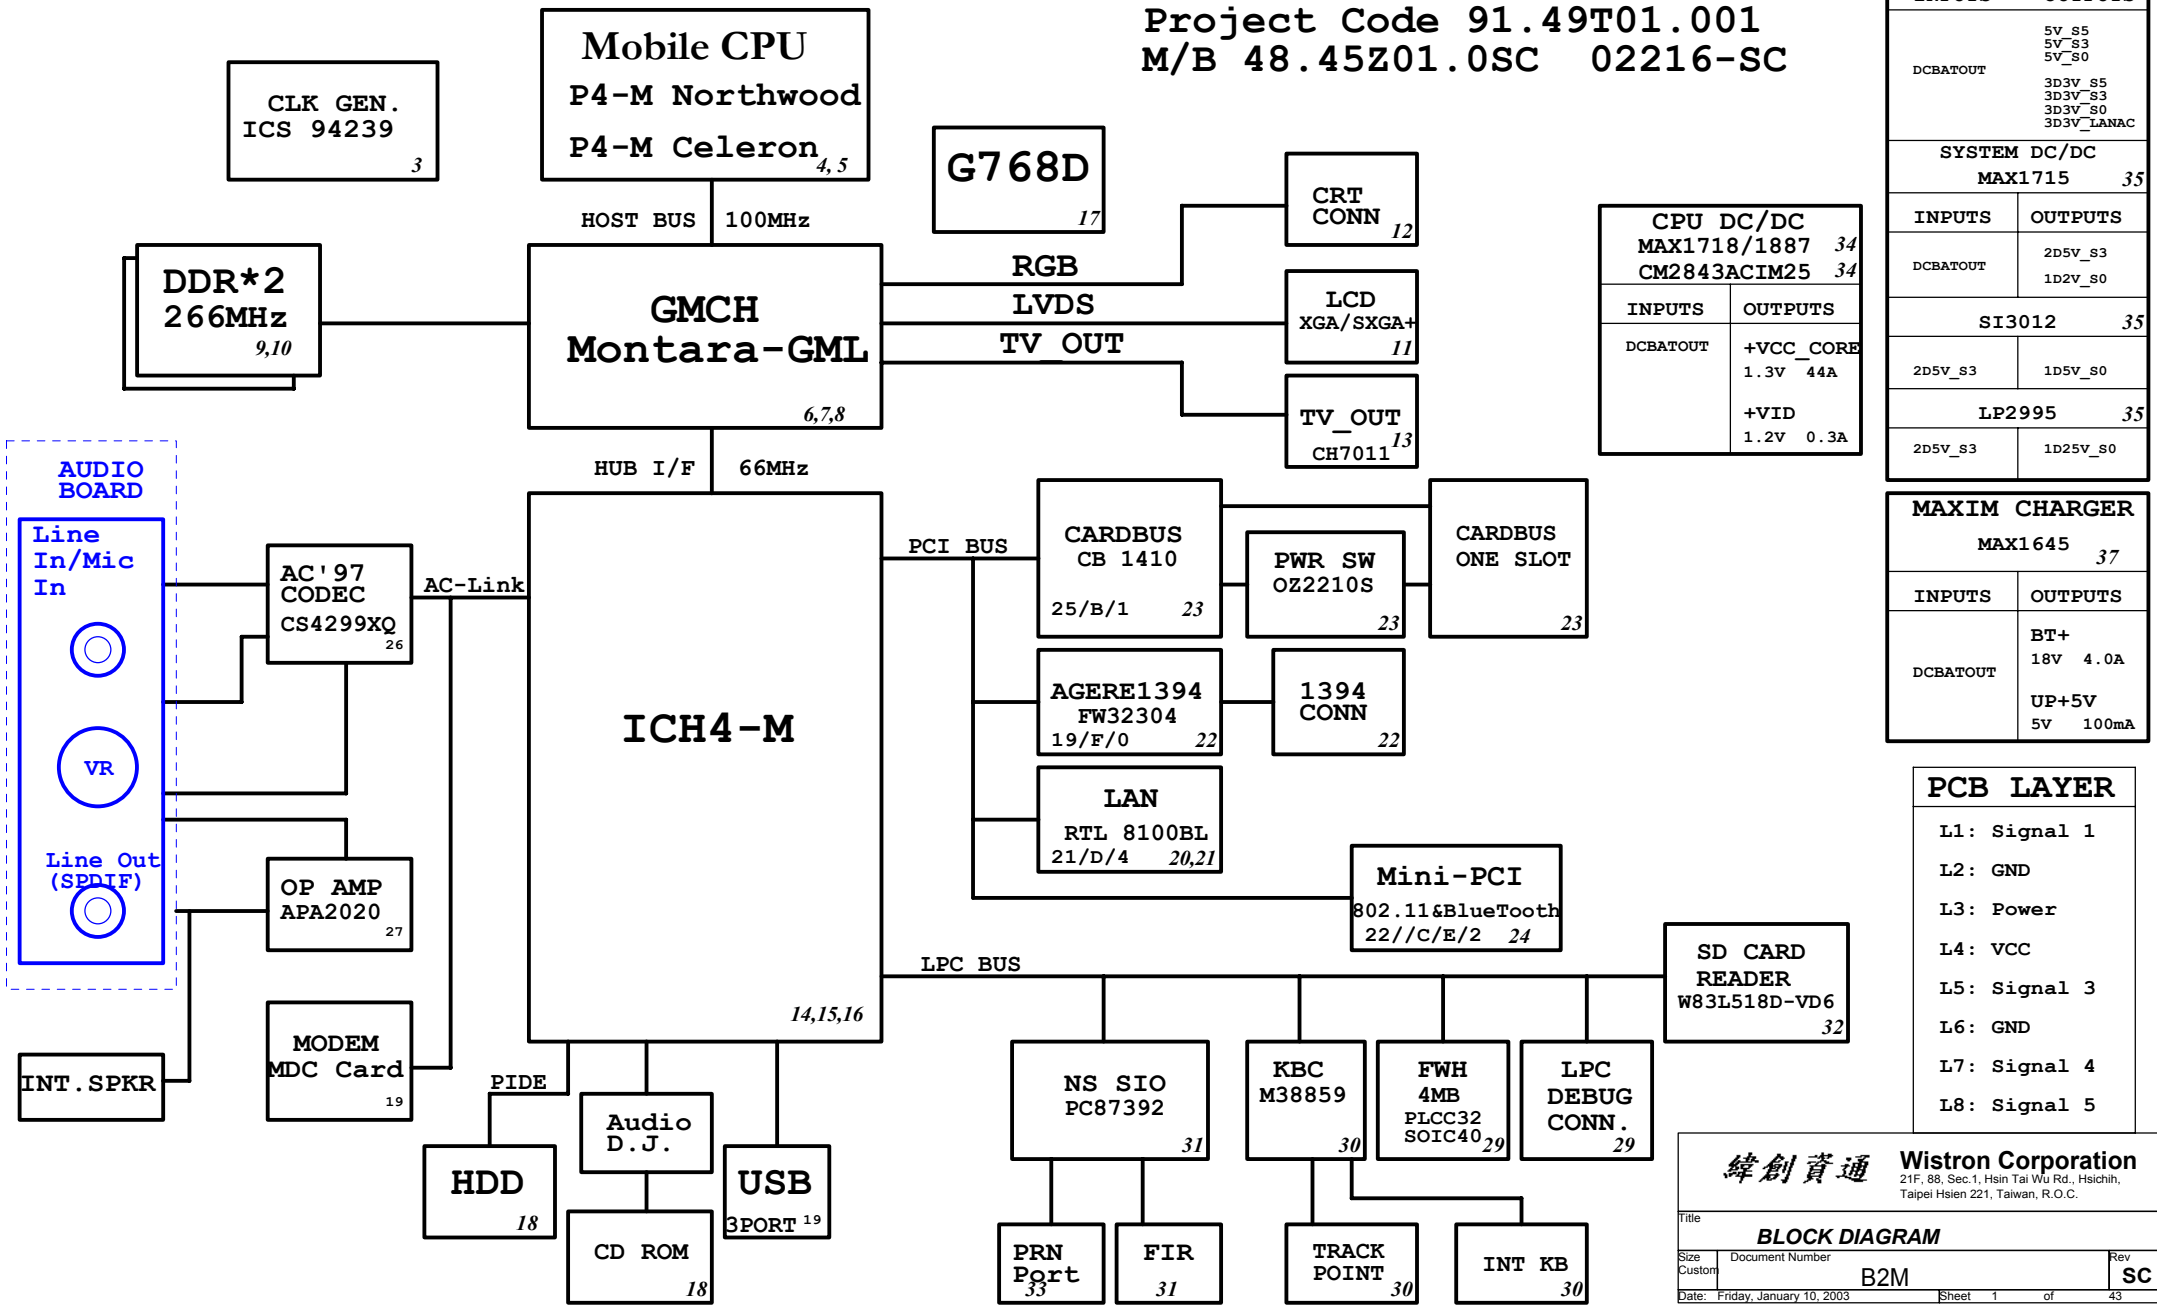 Project Code 91.49T01.001
M/B 48.45Z01.0SC 02216-SC
CLK GEN.
ICS 94239
3
Mobile CPU
P4-M Northwood
P4-M Celeron
4, 5
HOST BUS 100MHz
G768D
17
DDR*2
266MHz
9,10
GMCH
Montara-GML
6,7,8
RGB
LVDS
TV_OUT
CRT
CONN
12
LCD
XGA/SXGA+
11
TV_OUT
13
CH7011
HUB I/F 66MHz
AUDIO
BOARD
Line
In/Mic
In
VR
Line Out
(SPDIF)
AC'97
CODEC
CS4299XQ
26
AC-Link
OP AMP
APA2020
27
MODEM
MDC Card
19
INT.SPKR
ICH4-M
14,15,16
PCI BUS
CARDBUS
CB 1410
25/B/1 23
PWR SW
OZ2210S
23
CARDBUS
ONE SLOT
23
AGERE1394
FW32304
19/F/0 22
1394
CONN
22
LAN
RTL 8100BL
21/D/4 20,21
Mini-PCI
802.11&BlueTooth
22//C/E/2 24
LPC BUS
SD CARD
READER
W83L518D-VD6
32
PIDE
HDD
18
Audio
D.J.
CD ROM
18
USB
3PORT 19
NS SIO
PC87392
31
KBC
M38859
30
FWH
4MB
PLCC32
SOIC40
29
LPC
DEBUG
CONN.
29
PRN
Port
33
FIR
31
TRACK
POINT
30
INT KB
30
CPU DC/DC
MAX1718/1887 34
CM2843ACIM25 34
INPUTS OUTPUTS
DCBATOUT
+VCC_CORE
1.3V 44A
+VID
1.2V 0.3A
INPUTS OUTPUTS
DCBATOUT
5V_S5
5V_S3
5V_S0
3D3V_S5
3D3V_S3
3D3V_S0
3D3V_LANAC
SYSTEM DC/DC
MAX1715 35
INPUTS OUTPUTS
DCBATOUT
2D5V_S3
1D2V_S0
SI3012 35
2D5V_S3 1D5V_S0
LP2995 35
2D5V_S3 1D25V_S0
MAXIM CHARGER
MAX1645
37
INPUTS OUTPUTS
DCBATOUT
BT+
18V 4.0A
UP+5V
5V 100mA
PCB LAYER
L1: Signal 1
L2: GND
L3: Power
L4: VCC
L5: Signal 3
L6: GND
L7: Signal 4
L8: Signal 5
緯創資通
Wistron Corporation
21F, 88, Sec.1, Hsin Tai Wu Rd., Hsichih,
Taipei Hsien 221, Taiwan, R.O.C.
Title
BLOCK DIAGRAM
Size Document Number Rev
Custom
B2M SC
Date: Friday, January 10, 2003 Sheet 1 of 43